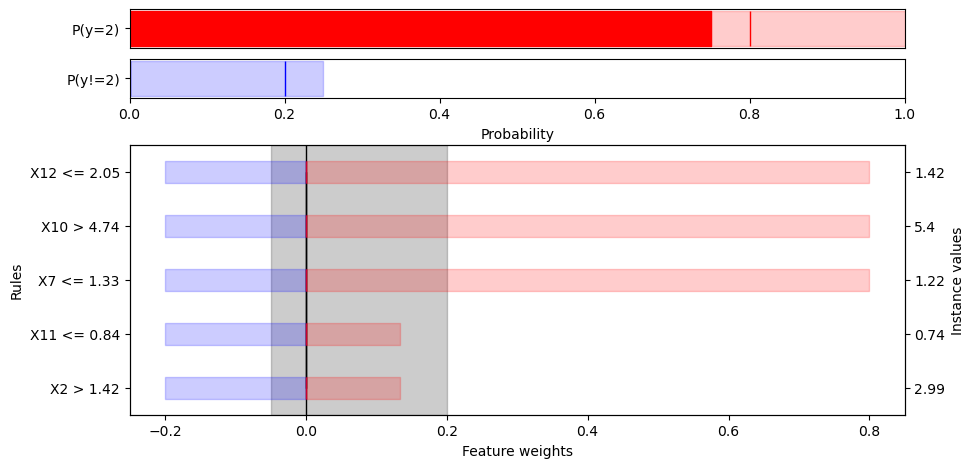 P(y=2)
P(y!=2)
0.0 0.2 0.4 0.6 0.8 1.0
Probability
X12 <= 2.05 1.42
X10 > 4.74 5.4
X7 <= 1.33 1.22
X11 <= 0.84 0.74
X2 > 1.42 2.99
Rules
Instance values
−0.2 0.0 0.2 0.4 0.6 0.8
Feature weights